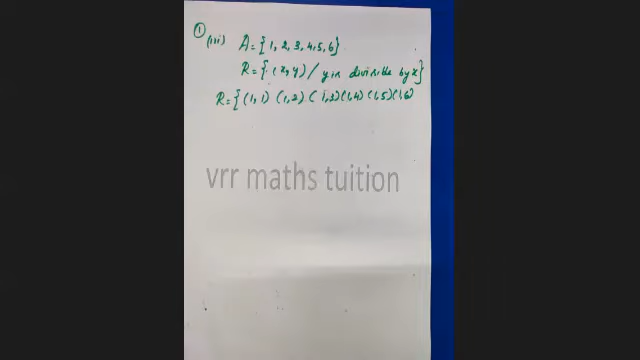 ①
(iii) A = {1, 2, 3, 4, 5, 6}
R = {(x, y) / y is divisible by x}
R = {(1, 1) (1, 2) (1, 3) (1, 4) (1, 5) (1, 6)
vrr maths tuition